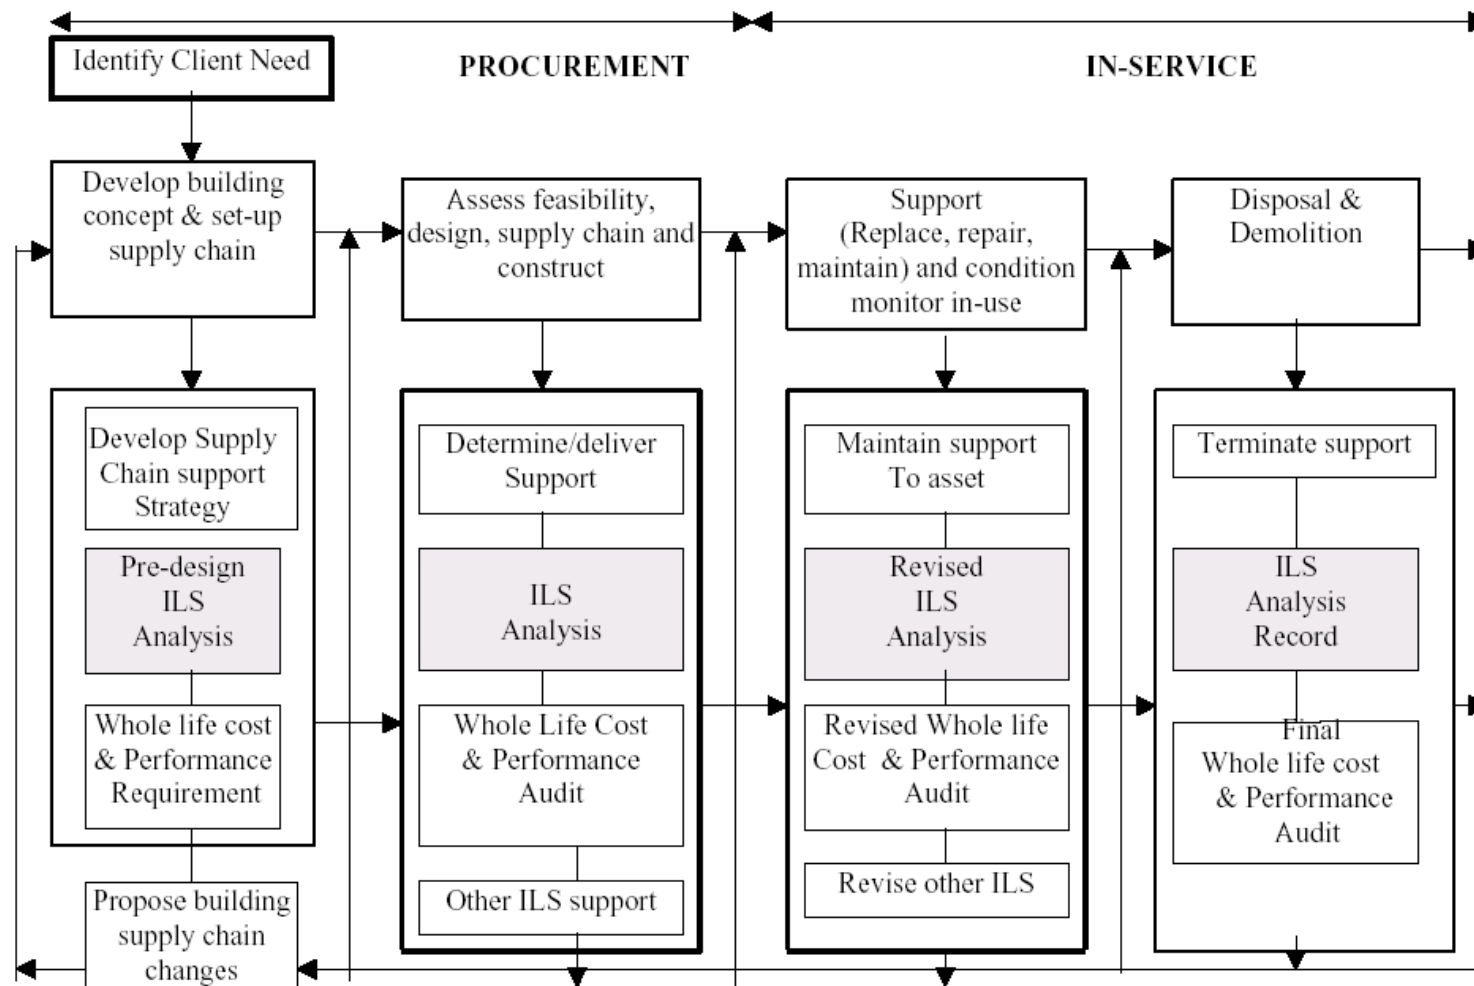 Identify Client Need
PROCUREMENT
IN-SERVICE
Develop building
concept & set-up
supply chain
Assess feasibility,
design, supply chain and
construct
Support
(Replace, repair,
maintain) and condition
monitor in-use
Disposal &
Demolition
Develop Supply
Chain support
Strategy
Pre-design
ILS
Analysis
Whole life cost
& Performance
Requirement
Propose building
supply chain
changes
Determine/deliver
Support
ILS
Analysis
Whole Life Cost
& Performance
Audit
Other ILS support
Maintain support
To asset
Revised
ILS
Analysis
Revised Whole life
Cost & Performance
Audit
Revise other ILS
Terminate support
ILS
Analysis
Record
Final
Whole life cost
& Performance
Audit